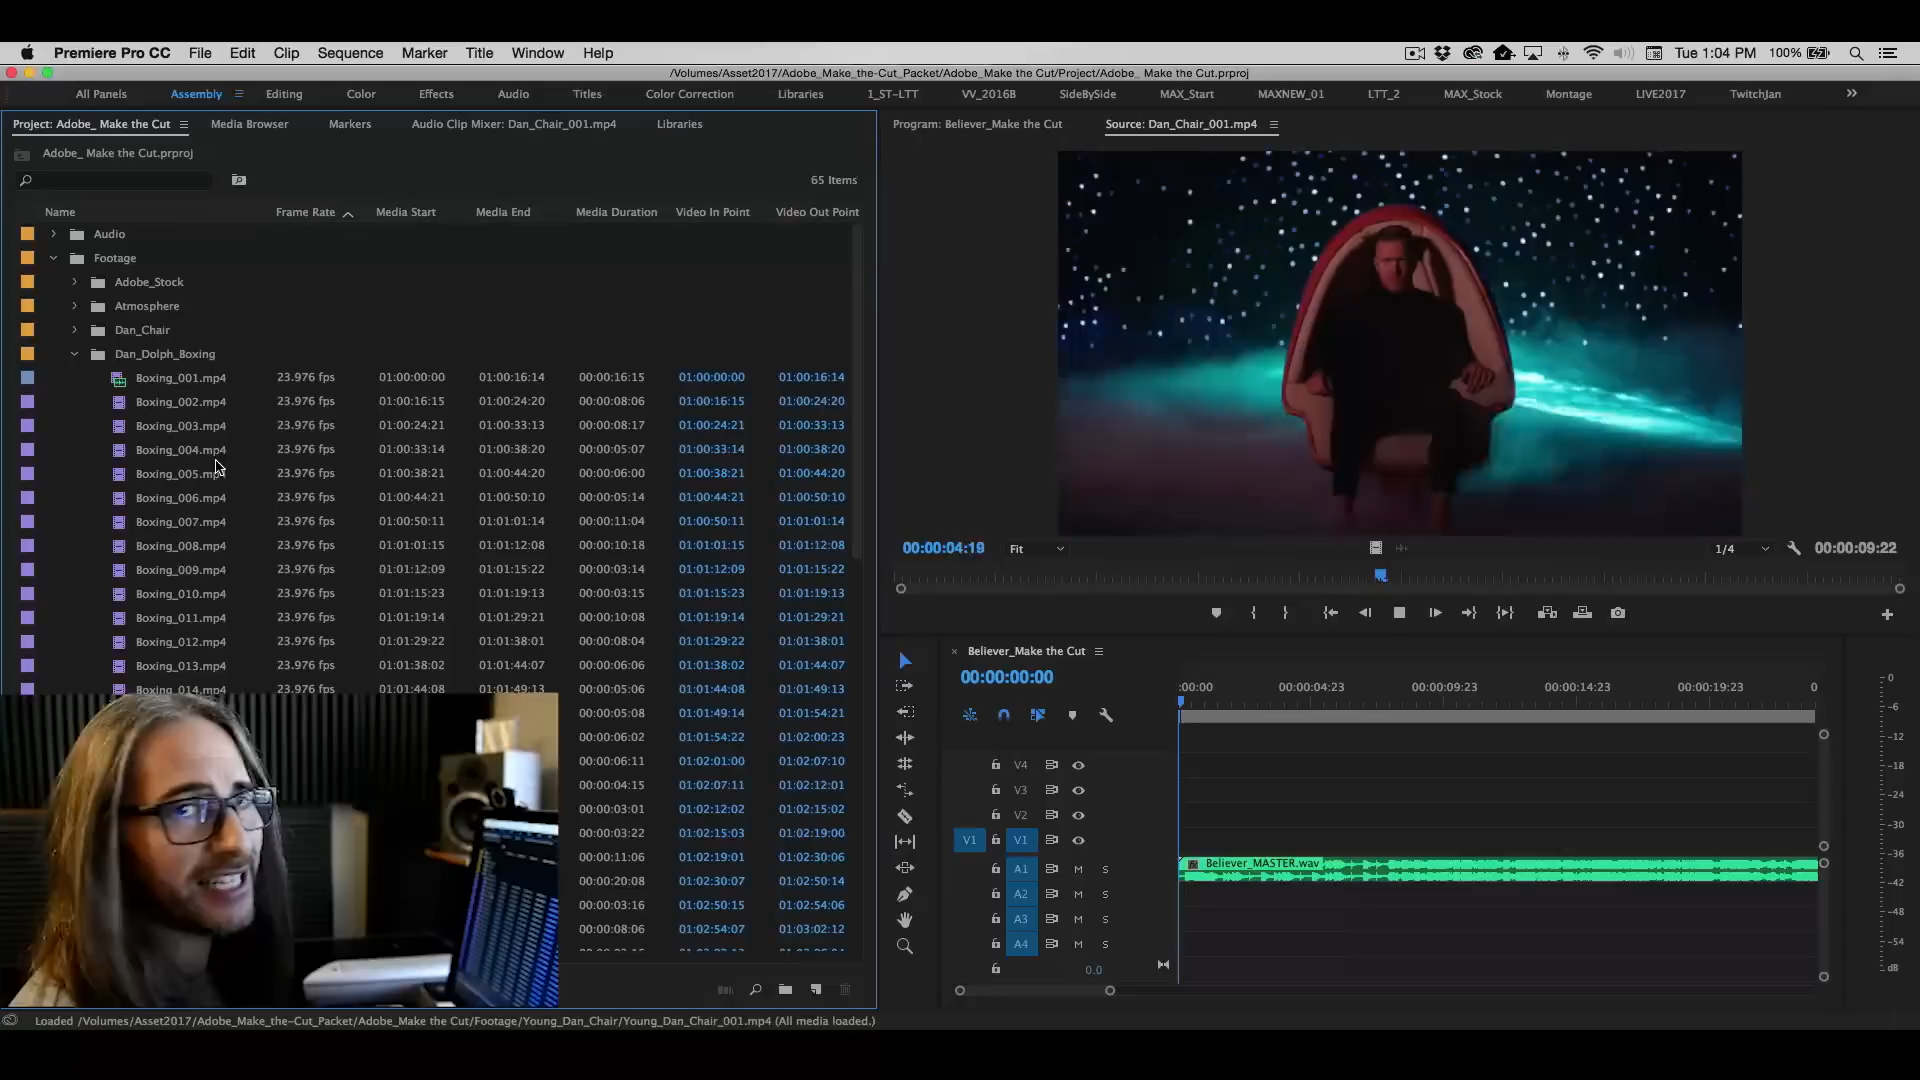 Premiere Pro CC File Edit Clip Sequence Marker Title Window Help Tue 1:04 PM 100%
/Volumes/Asset2017/Adobe_Make_the-Cut_Packet/Adobe_Make the Cut/Project/Adobe_ Make the Cut.prproj
All Panels Assembly Editing Color Effects Audio Titles Color Correction Libraries 1_ST-LTT VV_2016B SideBySide MAX_Start MAXNEW_01 LTT_2 MAX_Stock Montage LIVE2017 TwitchJan
Project: Adobe_ Make the Cut Media Browser Markers Audio Clip Mixer: Dan_Chair_001.mp4 Libraries
Adobe_ Make the Cut.prproj
65 Items
Name Frame Rate Media Start Media End Media Duration Video In Point Video Out Point
Audio
Footage
Adobe_Stock
Atmosphere
Dan_Chair
Dan_Dolph_Boxing
Boxing_001.mp4 23.976 fps 01:00:00:00 01:00:16:14 00:00:16:15 01:00:00:00 01:00:16:14
Boxing_002.mp4 23.976 fps 01:00:16:15 01:00:24:20 00:00:08:06 01:00:16:15 01:00:24:20
Boxing_003.mp4 23.976 fps 01:00:24:21 01:00:33:13 00:00:08:17 01:00:24:21 01:00:33:13
Boxing_004.mp4 23.976 fps 01:00:33:14 01:00:38:20 00:00:05:07 01:00:33:14 01:00:38:20
Boxing_005.mp4 23.976 fps 01:00:38:21 01:00:44:20 00:00:06:00 01:00:38:21 01:00:44:20
Boxing_006.mp4 23.976 fps 01:00:44:21 01:00:50:10 00:00:05:14 01:00:44:21 01:00:50:10
Boxing_007.mp4 23.976 fps 01:00:50:11 01:01:01:14 00:00:11:04 01:00:50:11 01:01:01:14
Boxing_008.mp4 23.976 fps 01:01:01:15 01:01:12:08 00:00:10:18 01:01:01:15 01:01:12:08
Boxing_009.mp4 23.976 fps 01:01:12:09 01:01:15:22 00:00:03:14 01:01:12:09 01:01:15:22
Boxing_010.mp4 23.976 fps 01:01:15:23 01:01:19:13 00:00:03:15 01:01:15:23 01:01:19:13
Boxing_011.mp4 23.976 fps 01:01:19:14 01:01:29:21 00:00:10:08 01:01:19:14 01:01:29:21
Boxing_012.mp4 23.976 fps 01:01:29:22 01:01:38:01 00:00:08:04 01:01:29:22 01:01:38:01
Boxing_013.mp4 23.976 fps 01:01:38:02 01:01:44:07 00:00:06:06 01:01:38:02 01:01:44:07
Boxing_014.mp4 23.976 fps 01:01:44:08 01:01:49:13 00:00:05:06 01:01:44:08 01:01:49:13
00:00:05:08 01:01:49:14 01:01:54:21
00:00:06:02 01:01:54:22 01:02:00:23
00:00:06:11 01:02:01:00 01:02:07:10
00:00:04:15 01:02:07:11 01:02:12:01
00:00:03:01 01:02:12:02 01:02:15:02
00:00:03:22 01:02:15:03 01:02:19:00
00:00:11:06 01:02:19:01 01:02:30:06
00:00:20:08 01:02:30:07 01:02:50:14
00:00:03:16 01:02:50:15 01:02:54:06
00:00:08:06 01:02:54:07 01:03:02:12
Program: Believer_Make the Cut Source: Dan_Chair_001.mp4
00:00:04:19 Fit 1/4 00:00:09:22
Believer_Make the Cut
00:00:00:00
:00:00 00:00:04:23 00:00:09:23 00:00:14:23 00:00:19:23 0
V4
V3
V2
V1 V1
A1 M S
Believer_MASTER.wav
A2 M S
A3 M S
A4 M S
0.0
0
-6
-12
-18
-24
-30
-36
-42
-48
-54
dB
Loaded /Volumes/Asset2017/Adobe_Make_the-Cut_Packet/Adobe_Make the Cut/Footage/Young_Dan_Chair/Young_Dan_Chair_001.mp4 (All media loaded.)